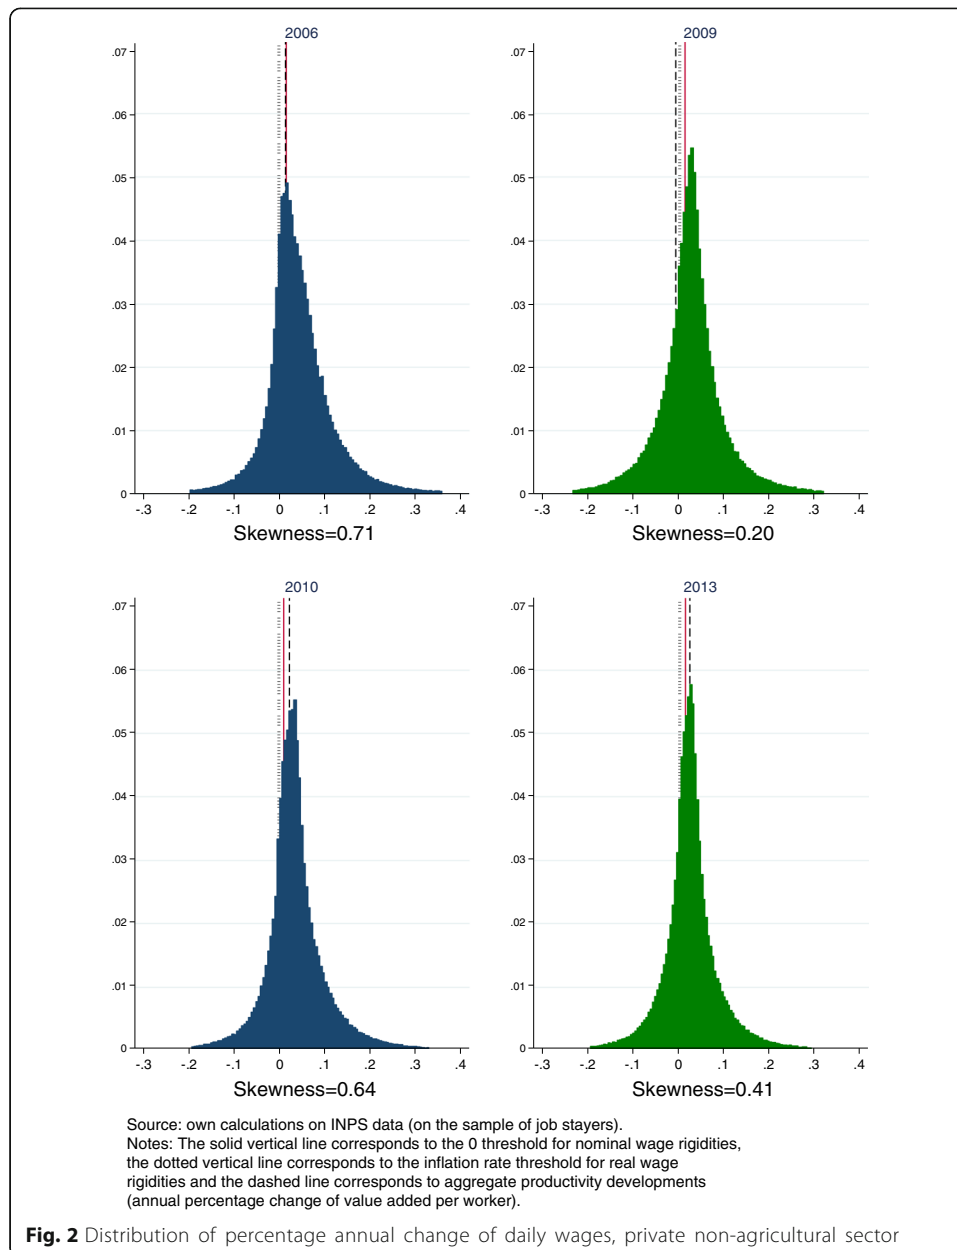 2006
.07
.06
.05
.04
.03
.02
.01
0
-.3 -.2 -.1 0 .1 .2 .3 .4
Skewness=0.71
2009
.07
.06
.05
.04
.03
.02
.01
0
-.3 -.2 -.1 0 .1 .2 .3 .4
Skewness=0.20
2010
.07
.06
.05
.04
.03
.02
.01
0
-.3 -.2 -.1 0 .1 .2 .3 .4
Skewness=0.64
2013
.07
.06
.05
.04
.03
.02
.01
0
-.3 -.2 -.1 0 .1 .2 .3 .4
Skewness=0.41
Source: own calculations on INPS data (on the sample of job stayers).
Notes: The solid vertical line corresponds to the 0 threshold for nominal wage rigidities,
the dotted vertical line corresponds to the inflation rate threshold for real wage
rigidities and the dashed line corresponds to aggregate productivity developments
(annual percentage change of value added per worker).
Fig. 2 Distribution of percentage annual change of daily wages, private non-agricultural sector